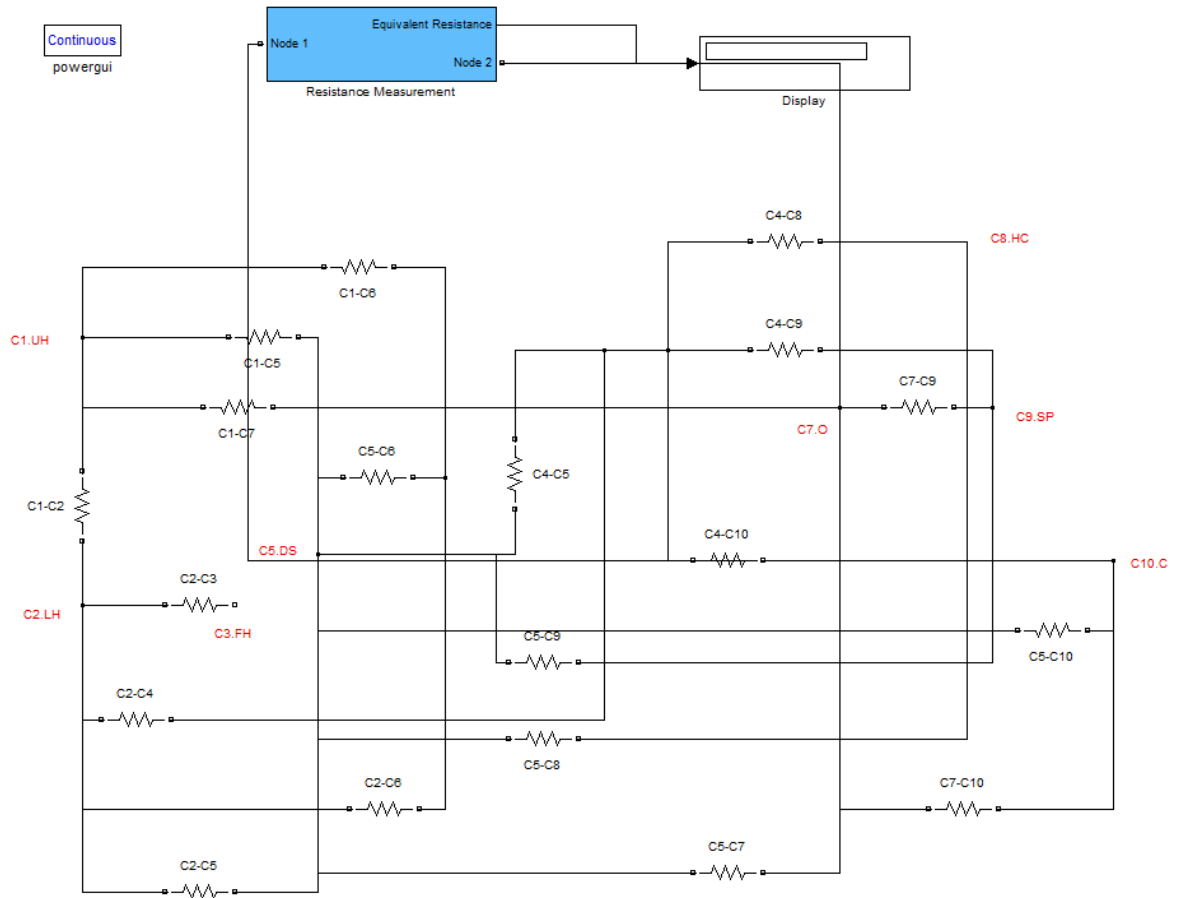 Continuous
powergui
Equivalent Resistance
Node 1
Node 2
Resistance Measurement
Display
C4-C8
C8.HC
C1-C6
C4-C9
C1.UH
C1-C5
C7-C9
C9.SP
C1-C7
C7.O
C5-C6
C4-C5
C1-C2
C4-C10
C5.DS
C10.C
C2-C3
C2.LH
C3.FH
C5-C9
C5-C10
C2-C4
C5-C8
C2-C6
C7-C10
C5-C7
C2-C5